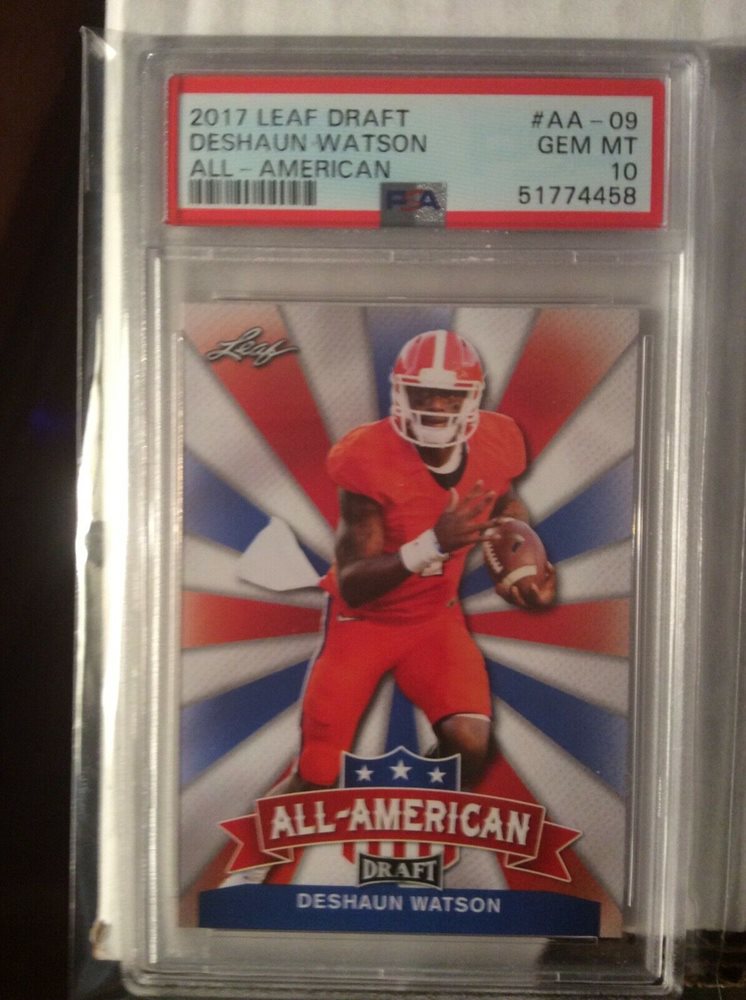 2017 LEAF DRAFT #AA-09
DESHAUN WATSON GEM MT
ALL-AMERICAN 10
PSA 51774458
Leaf
ALL-AMERICAN
DRAFT
DESHAUN WATSON